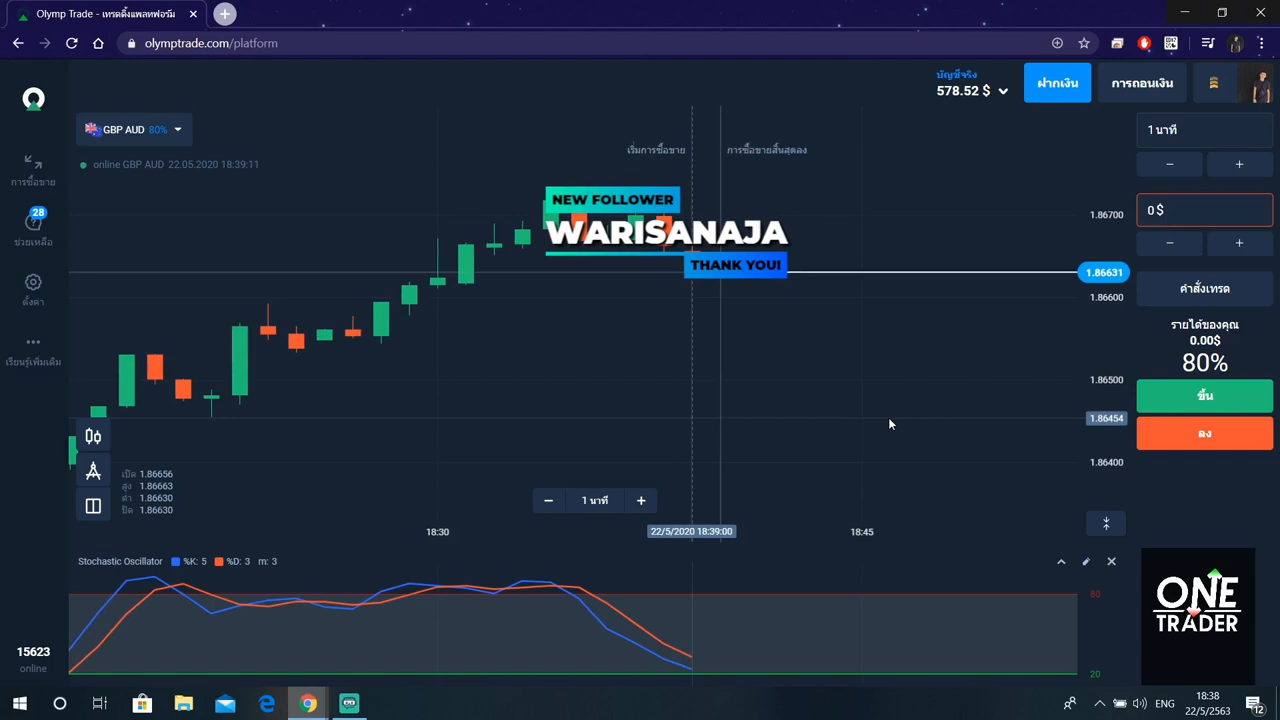 Olymp Trade - เทรดดิ้งแพลทฟอร์ม
olymptrade.com/platform
บัญชีจริง
578.52 $
ฝากเงิน
การถอนเงิน
GBP AUD 80%
online GBP AUD 22.05.2020 18:39:11
เริ่มการซื้อขาย
การซื้อขายสิ้นสุดลง
NEW FOLLOWER
WARISANAJA
THANK YOU!
การซื้อขาย
28
ช่วยเหลือ
ตั้งค่า
เรียนรู้เพิ่มเติม
1.86700
1.86631
1.86600
1.86500
1.86454
1.86400
1 นาที
0 $
คำสั่งเทรด
รายได้ของคุณ
0.00$
80%
ขึ้น
ลง
เปิด 1.86656
สูง 1.86663
ต่ำ 1.86630
ปิด 1.86630
1 นาที
18:30
22/5/2020 18:39:00
18:45
Stochastic Oscillator %K: 5 %D: 3 m: 3
80
20
ONE
TRADER
15623
online
ENG
18:38
22/5/2563
12